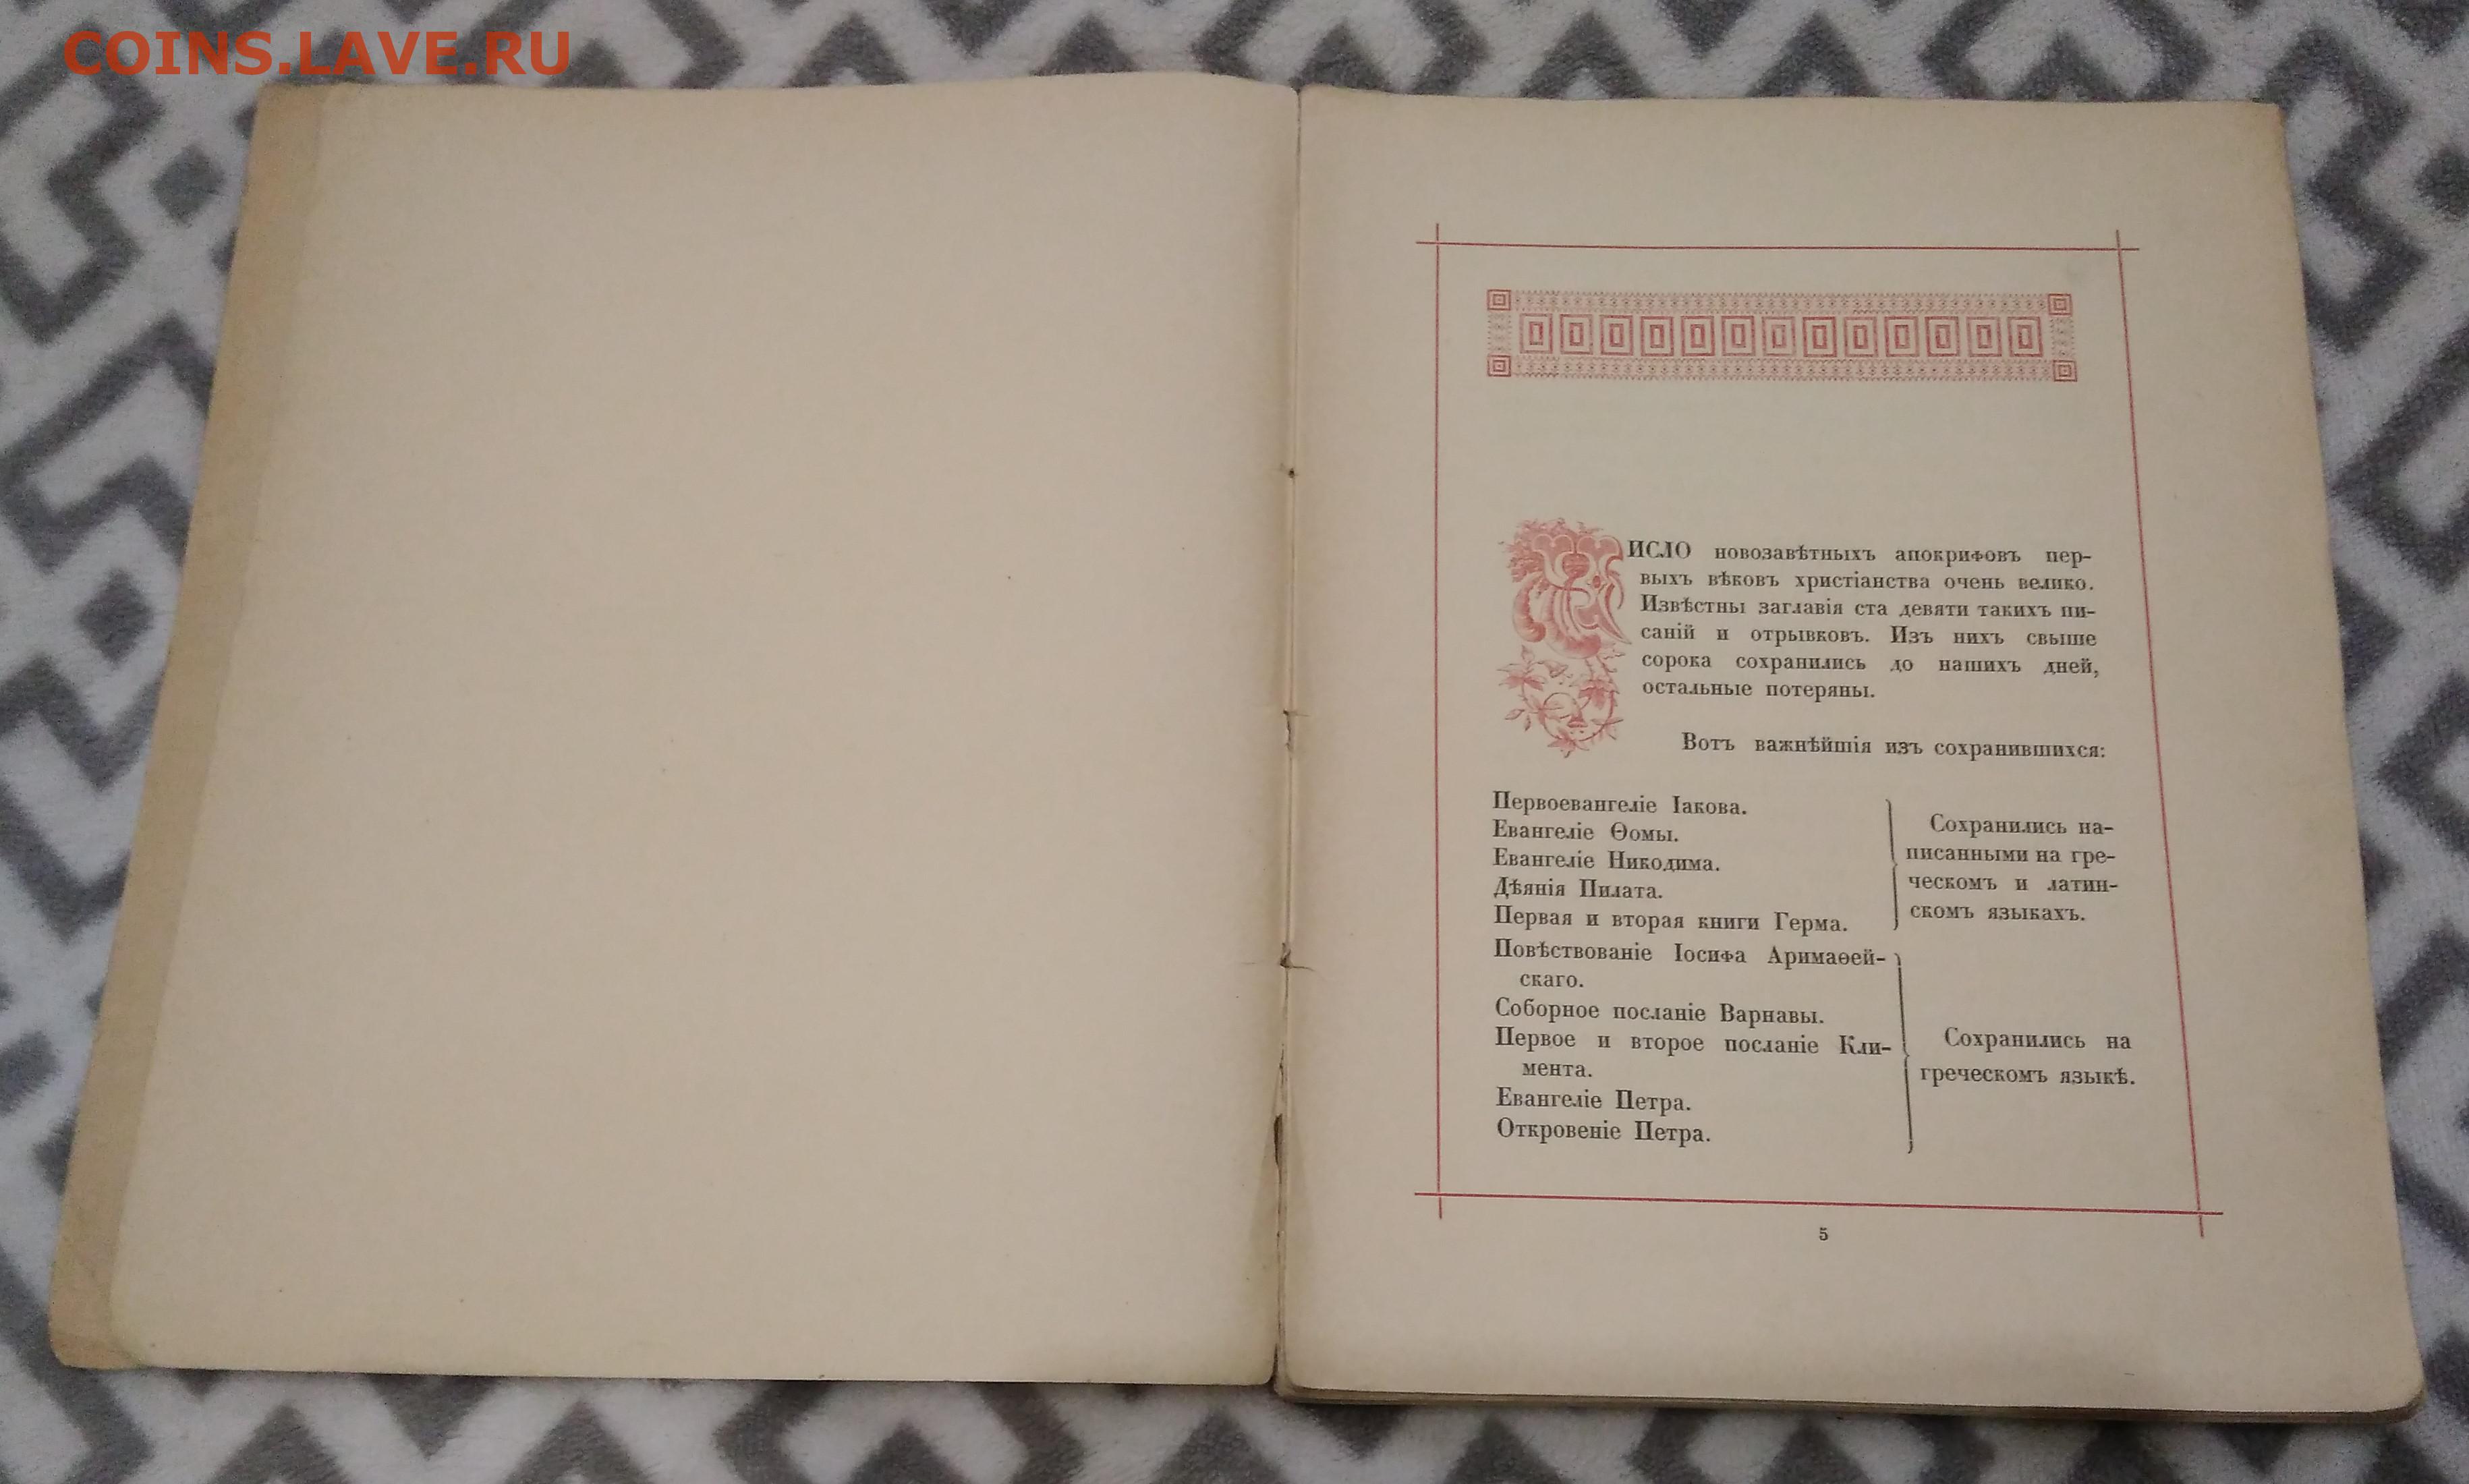 COINS.LAVE.RU
ЧИСЛО новозавѣтныхъ апокрифовъ пер-
выхъ вѣковъ христіанства очень велико.
Извѣстны заглавія ста девяти такихъ пи-
саній и отрывковъ. Изъ нихъ свыше
сорока сохранились до нашихъ дней,
остальные потеряны.
Вотъ важнѣйшія изъ сохранившихся:
Первоевангеліе Іакова.
Евангеліе Ѳомы.
Евангеліе Никодима.
Дѣянія Пилата.
Первая и вторая книги Герма.
Сохранились на-
писанными на гре-
ческомъ и латин-
скомъ языкахъ.
Повѣствованіе Іосифа Аримаѳей-
скаго.
Соборное посланіе Варнавы.
Первое и второе посланіе Кли-
мента.
Евангеліе Петра.
Откровеніе Петра.
Сохранились на
греческомъ языкѣ.
5